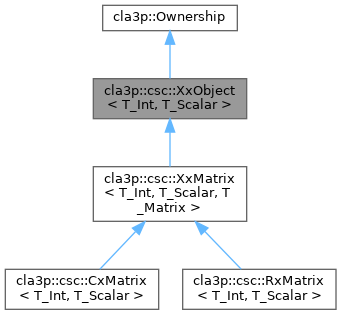 cla3p::Ownership
cla3p::csc::XxObject
< T_Int, T_Scalar >
cla3p::csc::XxMatrix
< T_Int, T_Scalar, T
_Matrix >
cla3p::csc::CxMatrix
< T_Int, T_Scalar >
cla3p::csc::RxMatrix
< T_Int, T_Scalar >